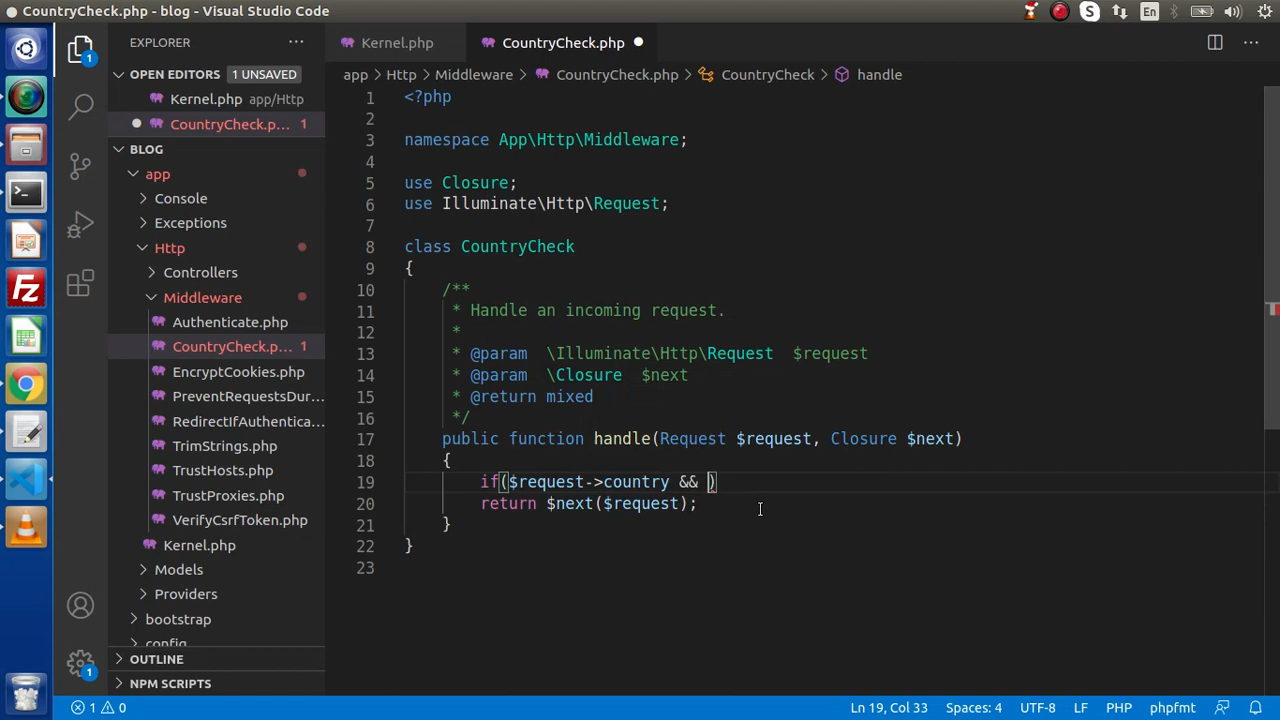 CountryCheck.php - blog - Visual Studio Code
En
1
EXPLORER
OPEN EDITORS 1 UNSAVED
Kernel.php app/Http
CountryCheck.p... 1
BLOG
app
Console
Exceptions
Http
Controllers
Middleware
Authenticate.php
CountryCheck.p... 1
EncryptCookies.php
PreventRequestsDur...
RedirectIfAuthentica...
TrimStrings.php
TrustHosts.php
TrustProxies.php
VerifyCsrfToken.php
Kernel.php
Models
Providers
bootstrap
config
OUTLINE
NPM SCRIPTS
1
Kernel.php
CountryCheck.php
app > Http > Middleware > CountryCheck.php > CountryCheck > handle
1 <?php
2
3 namespace App\Http\Middleware;
4
5 use Closure;
6 use Illuminate\Http\Request;
7
8 class CountryCheck
9 {
10 /**
11 * Handle an incoming request.
12 *
13 * @param \Illuminate\Http\Request $request
14 * @param \Closure $next
15 * @return mixed
16 */
17 public function handle(Request $request, Closure $next)
18 {
19 if($request->country && )
20 return $next($request);
21 }
22 }
23
1 0
Ln 19, Col 33
Spaces: 4
UTF-8
LF
PHP
phpfmt